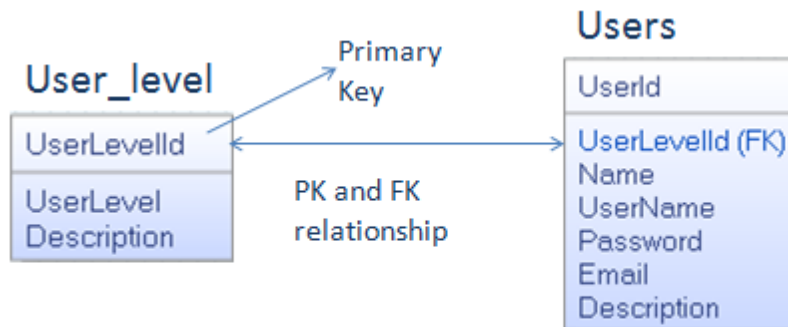 User_level
UserLevelId
UserLevel
Description
Primary
Key
PK and FK
relationship
Users
UserId
UserLevelId (FK)
Name
UserName
Password
Email
Description